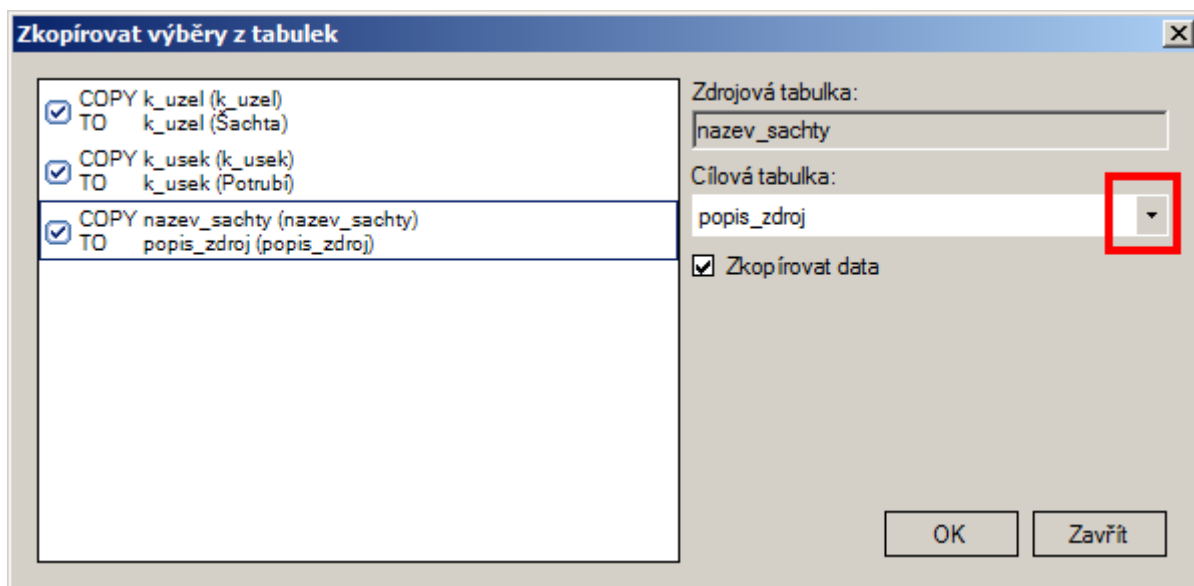 Zkopírovat výběry z tabulek
COPY k_uzel (k_uzel)
TO k_uzel (Šachta)
COPY k_usek (k_usek)
TO k_usek (Potrubí)
COPY nazev_sachty (nazev_sachty)
TO popis_zdroj (popis_zdroj)
Zdrojová tabulka:
nazev_sachty
Cílová tabulka:
popis_zdroj
Zkopírovat data
OK
Zavřít